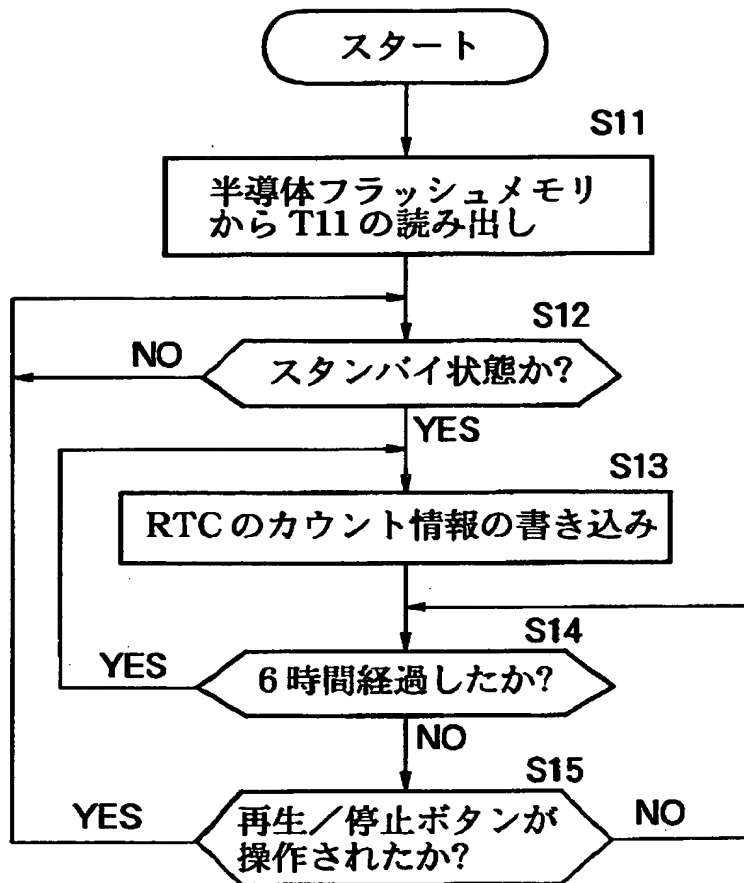 スタート
S11
半導体フラッシュメモリ
からT11の読み出し
S12
NO
スタンバイ状態か?
YES
S13
RTCのカウント情報の書き込み
S14
YES
6時間経過したか?
NO
S15
YES
再生/停止ボタンが
操作されたか?
NO